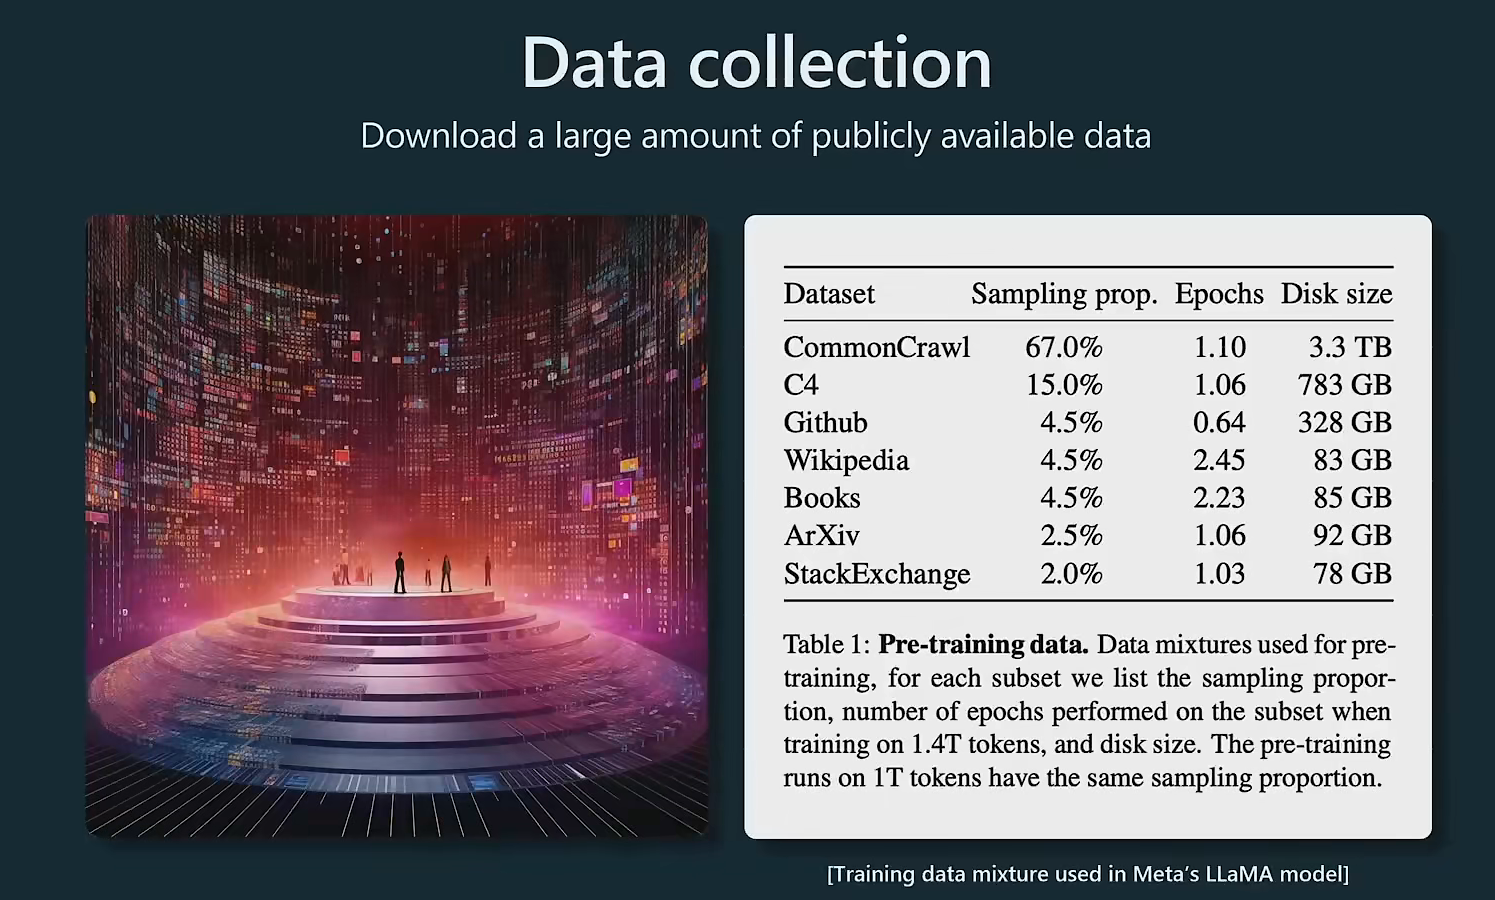 Data collection
Download a large amount of publicly available data
Dataset Sampling prop. Epochs Disk size
CommonCrawl 67.0% 1.10 3.3 TB
C4 15.0% 1.06 783 GB
Github 4.5% 0.64 328 GB
Wikipedia 4.5% 2.45 83 GB
Books 4.5% 2.23 85 GB
ArXiv 2.5% 1.06 92 GB
StackExchange 2.0% 1.03 78 GB
Table 1: Pre-training data. Data mixtures used for pre-
training, for each subset we list the sampling propor-
tion, number of epochs performed on the subset when
training on 1.4T tokens, and disk size. The pre-training
runs on 1T tokens have the same sampling proportion.
[Training data mixture used in Meta's LLaMA model]